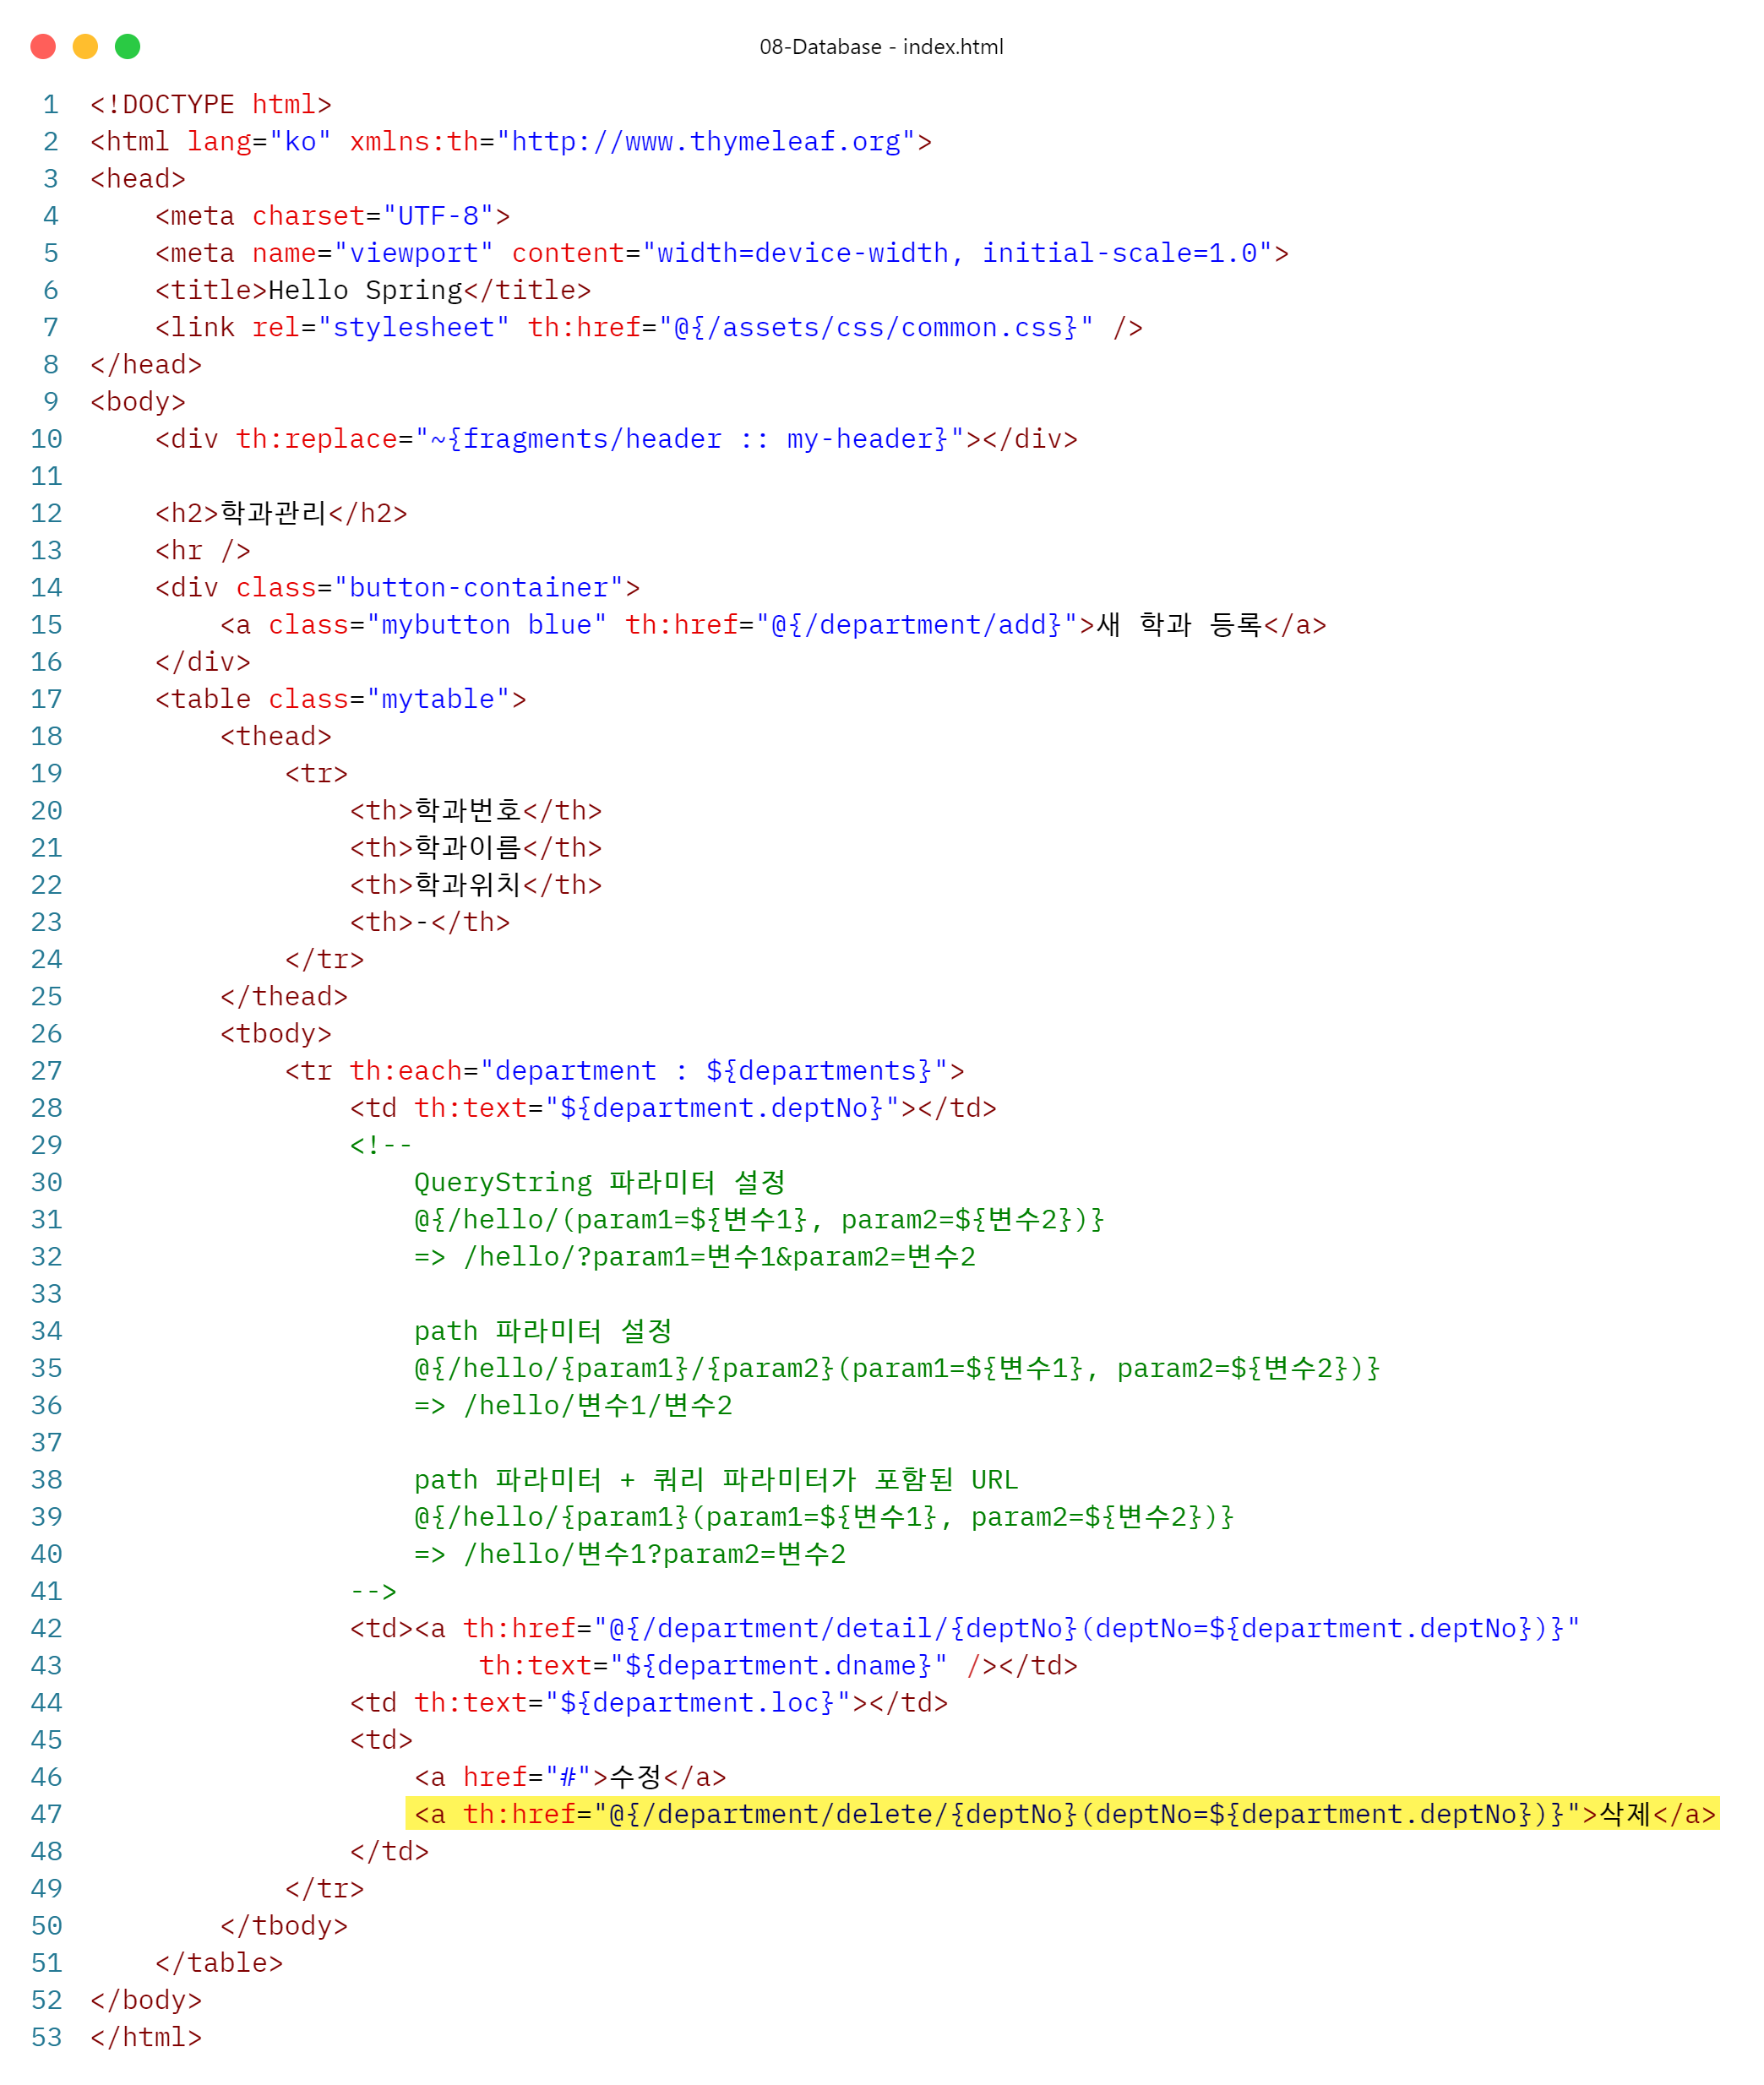 08-Database - index.html
1 <!DOCTYPE html>
2 <html lang="ko" xmlns:th="http://www.thymeleaf.org">
3 <head>
4     <meta charset="UTF-8">
5     <meta name="viewport" content="width=device-width, initial-scale=1.0">
6     <title>Hello Spring</title>
7     <link rel="stylesheet" th:href="@{/assets/css/common.css}" />
8 </head>
9 <body>
10     <div th:replace="~{fragments/header :: my-header}"></div>
11
12     <h2>학과관리</h2>
13     <hr />
14     <div class="button-container">
15         <a class="mybutton blue" th:href="@{/department/add}">새 학과 등록</a>
16     </div>
17     <table class="mytable">
18         <thead>
19             <tr>
20                 <th>학과번호</th>
21                 <th>학과이름</th>
22                 <th>학과위치</th>
23                 <th>-</th>
24             </tr>
25         </thead>
26         <tbody>
27             <tr th:each="department : ${departments}">
28                 <td th:text="${department.deptNo}"></td>
29                 <!--
30                     QueryString 파라미터 설정
31                     @{/hello/(param1=${변수1}, param2=${변수2})}
32                     => /hello/?param1=변수1&param2=변수2
33
34                     path 파라미터 설정
35                     @{/hello/{param1}/{param2}(param1=${변수1}, param2=${변수2})}
36                     => /hello/변수1/변수2
37
38                     path 파라미터 + 쿼리 파라미터가 포함된 URL
39                     @{/hello/{param1}(param1=${변수1}, param2=${변수2})}
40                     => /hello/변수1?param2=변수2
41                 -->
42                 <td><a th:href="@{/department/detail/{deptNo}(deptNo=${department.deptNo})}"
43                         th:text="${department.dname}" /></td>
44                 <td th:text="${department.loc}"></td>
45                 <td>
46                     <a href="#">수정</a>
47                     <a th:href="@{/department/delete/{deptNo}(deptNo=${department.deptNo})}">삭제</a>
48                 </td>
49             </tr>
50         </tbody>
51     </table>
52 </body>
53 </html>